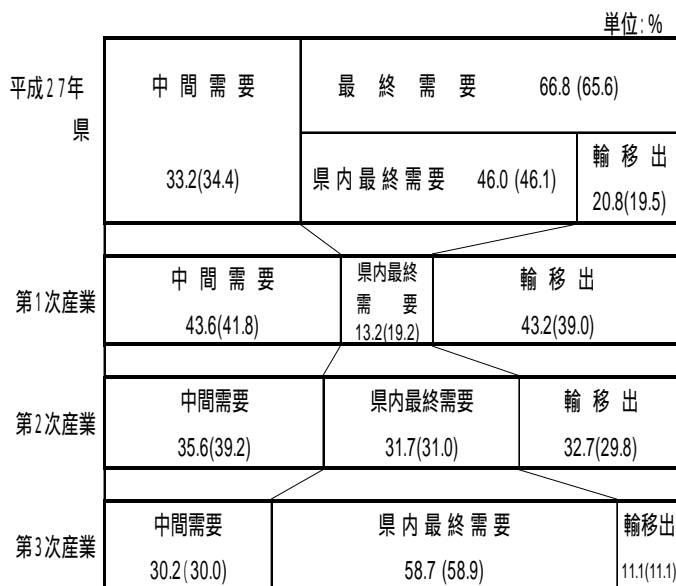 単位:%
平成27年
県
中間需要
33.2(34.4)
最終需要 66.8 (65.6)
県内最終需要 46.0 (46.1)
輸移出
20.8(19.5)
第1次産業
中間需要
43.6(41.8)
県内最終
需要
13.2(19.2)
輸移出
43.2(39.0)
第2次産業
中間需要
35.6(39.2)
県内最終需要
31.7(31.0)
輸移出
32.7(29.8)
第3次産業
中間需要
30.2(30.0)
県内最終需要
58.7 (58.9)
輸移出
11.1(11.1)